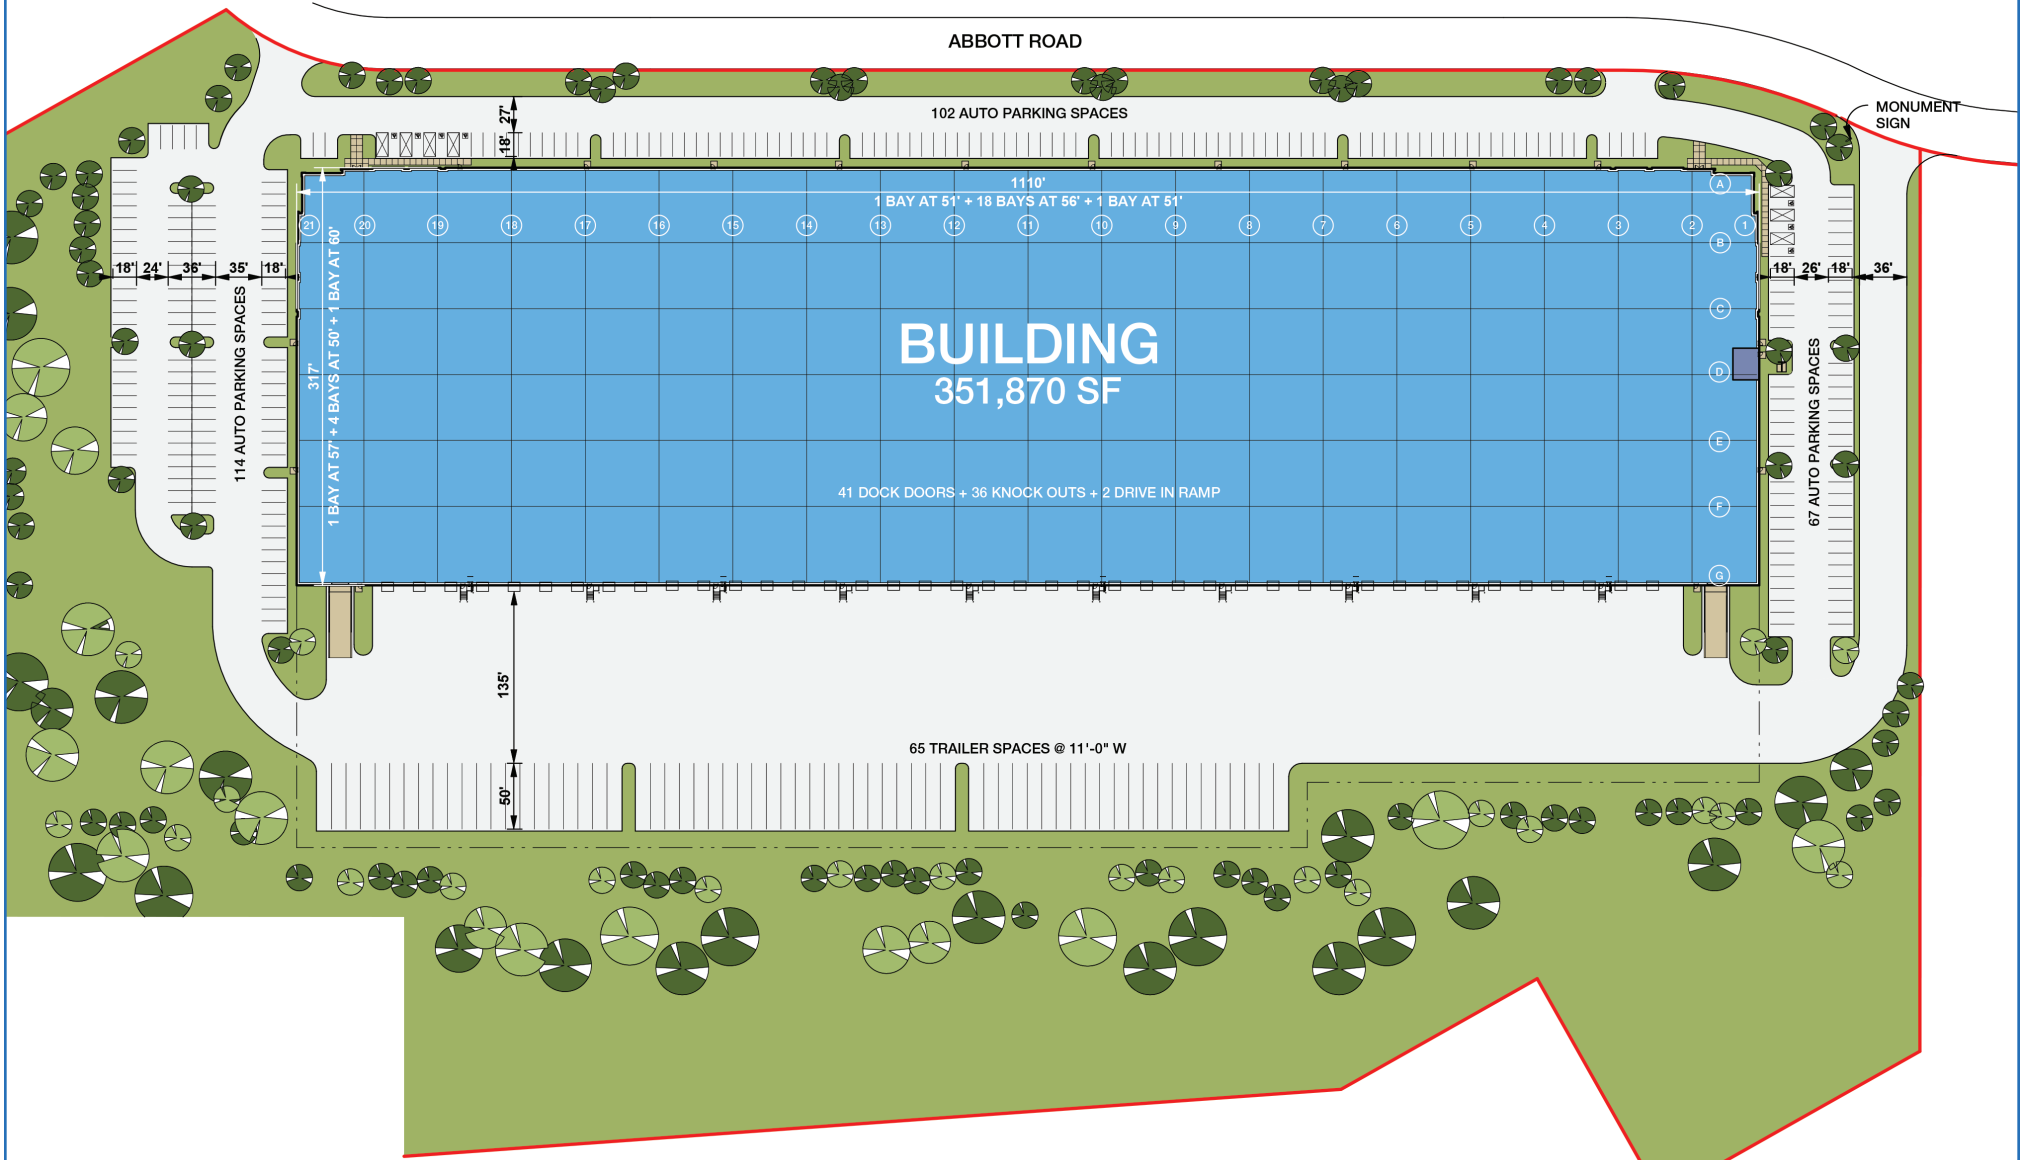 ABBOTT ROAD
MONUMENT
SIGN
102 AUTO PARKING SPACES
27'
18'
1110'
1 BAY AT 51' + 18 BAYS AT 56' + 1 BAY AT 51'
21
20
19
18
17
16
15
14
13
12
11
10
9
8
7
6
5
4
3
2
1
A
B
C
D
E
F
G
18'
24'
36'
35'
18'
18'
26'
18'
36'
114 AUTO PARKING SPACES
317'
1 BAY AT 57' + 4 BAYS AT 50' + 1 BAY AT 60'
BUILDING
351,870 SF
67 AUTO PARKING SPACES
41 DOCK DOORS + 36 KNOCK OUTS + 2 DRIVE IN RAMP
135'
65 TRAILER SPACES @ 11'-0" W
50'